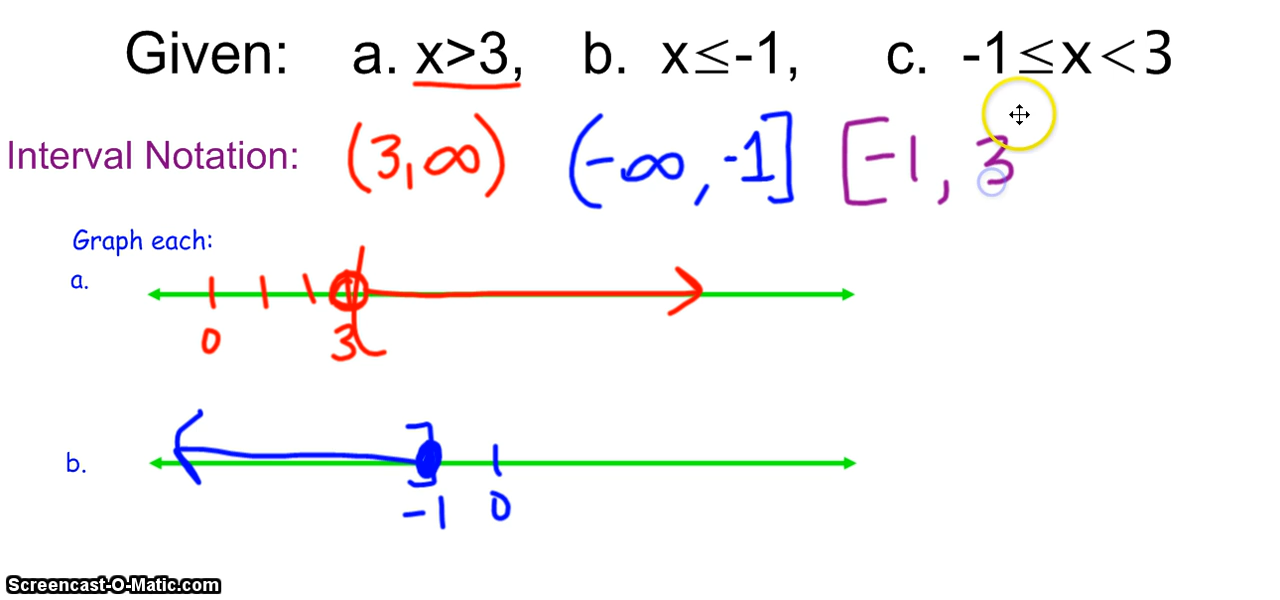 Given: a. x>3, b. x≤-1, c. -1≤x<3
Interval Notation: (3,∞) (-∞, -1] [-1, 3
Graph each:
a.
0 3
b.
-1 0
Screencast-O-Matic.com